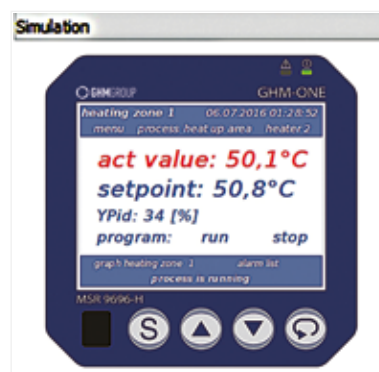 Simulation
GHMGROUP GHM-ONE
heating zone 1 06.07.2016 01:28:52
menu process heat up area heater 2
act value: 50,1°C
setpoint: 50,8°C
YPid: 34 [%]
program: run stop
graph heating zone 1 alarm list
process is running
MSR 9696-H
S